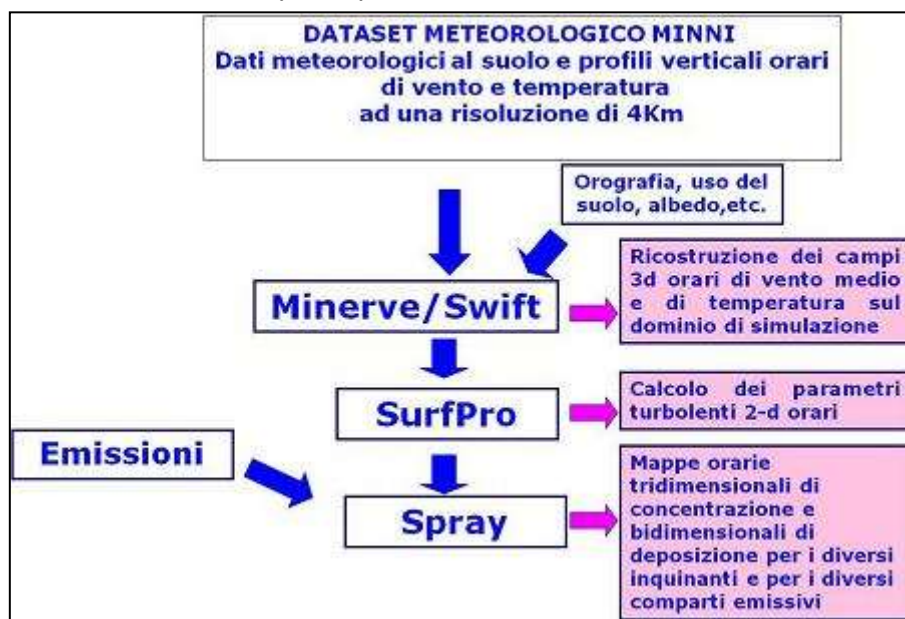 DATASET METEOROLOGICO MINNI
Dati meteorologici al suolo e profili verticali orari
di vento e temperatura
ad una risoluzione di 4Km
Orografia, uso del
suolo, albedo,etc.
Minerve/Swift
Ricostruzione dei campi
3d orari di vento medio
e di temperatura sul
dominio di simulazione
SurfPro
Calcolo dei parametri
turbolenti 2-d orari
Emissioni
Spray
Mappe orarie
tridimensionali di
concentrazione e
bidimensionali di
deposizione per i diversi
inquinanti e per i diversi
comparti emissivi